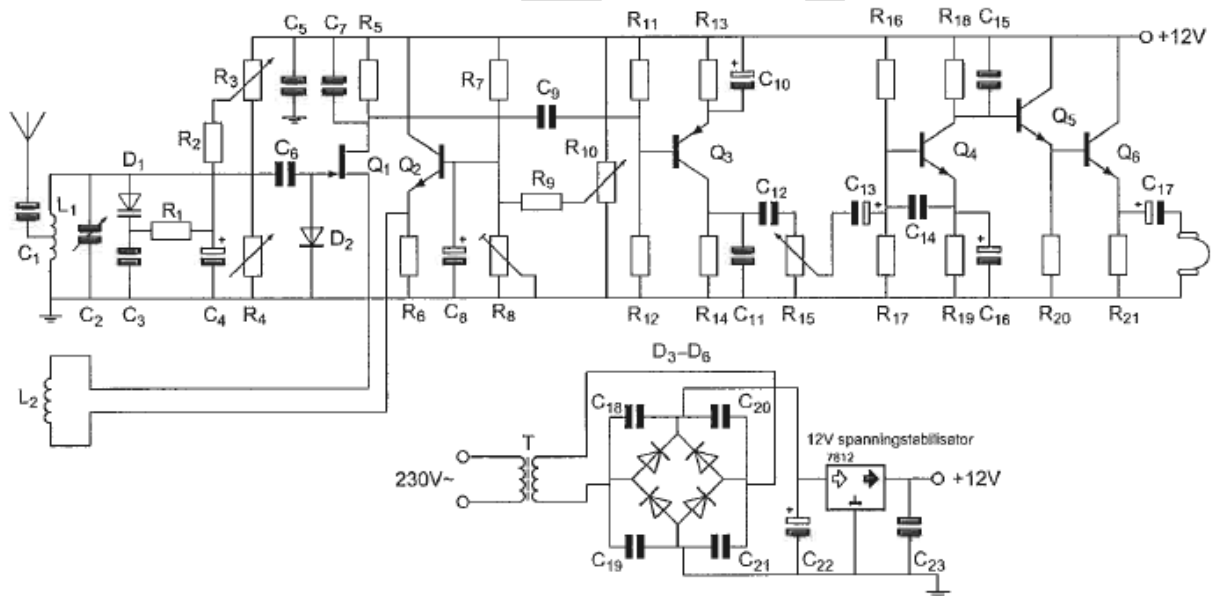 C5 C7 R5 R11 R13 R16 R18 C15
+12V
R3 R7 C9 + C10
R2 Q5
D1 C6 Q1 Q2 R10 Q3 Q4 Q6
L1 R1 R9 C12 C13 + + C17
C1 + D2 + C14 +
C2 C3 C4 R4 R6 C8 R8 R12 R14 C11 R15 R17 R19 C16 R20 R21
D3–D6
L2 C18 C20
T 12V spanningstabilisator
7812
230V~ +12V
+
C19 C21 C22 C23